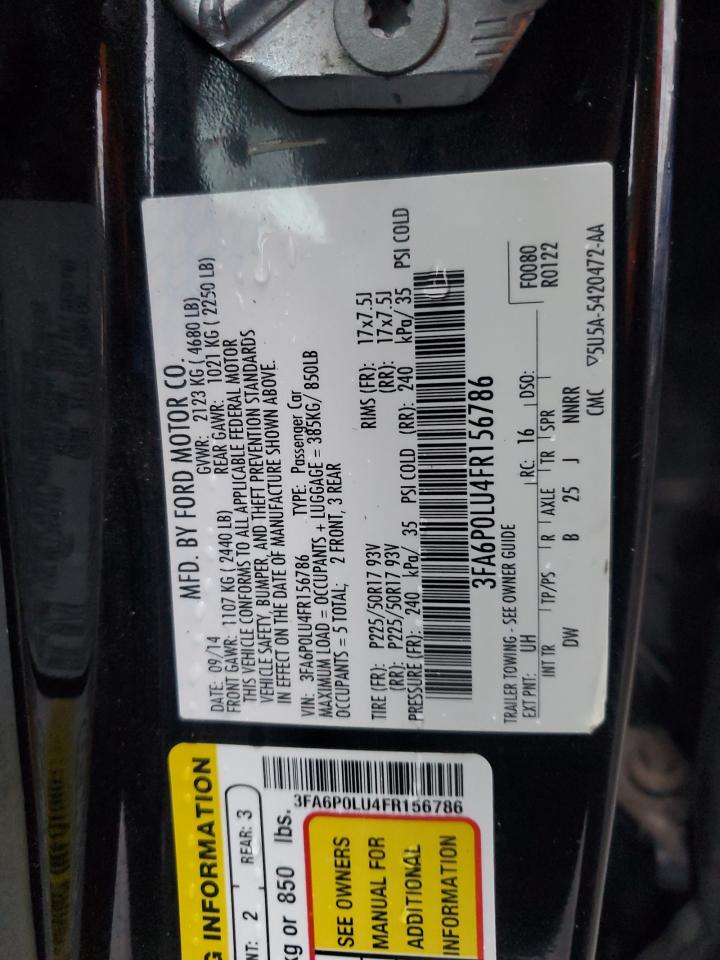 MFD. BY FORD MOTOR CO.
DATE: 09/14 GVWR: 2123 KG ( 4680 LB)
FRONT GAWR: 1107 KG ( 2440 LB) REAR GAWR: 1021 KG ( 2250 LB)
THIS VEHICLE CONFORMS TO ALL APPLICABLE FEDERAL MOTOR
VEHICLE SAFETY, BUMPER, AND THEFT PREVENTION STANDARDS
IN EFFECT ON THE DATE OF MANUFACTURE SHOWN ABOVE.
VIN: 3FA6P0LU4FR156786 TYPE: Passenger Car
MAXIMUM LOAD = OCCUPANTS + LUGGAGE = 385KG/ 850LB
OCCUPANTS = 5 TOTAL; 2 FRONT, 3 REAR
TIRE (FR): P225/50R17 93V RIMS (FR): 17x7.5J
(RR): P225/50R17 93V (RR): 17x7.5J
PRESSURE (FR): 240 kPa/ 35 PSI COLD (RR): 240 kPa/ 35 PSI COLD
3FA6P0LU4FR156786
TRAILER TOWING - SEE OWNER GUIDE F0080
EXT PNT: UH RC: 16 DSO: R0122
INT TR TP/PS R AXLE TR SPR
DW B 25 J NNRR
CMC ▽5U5A-5420472-AA
G INFORMATION
NT: 2 REAR: 3
kg or 850 lbs.
3FA6P0LU4FR156786
SEE OWNERS
MANUAL FOR
ADDITIONAL
INFORMATION